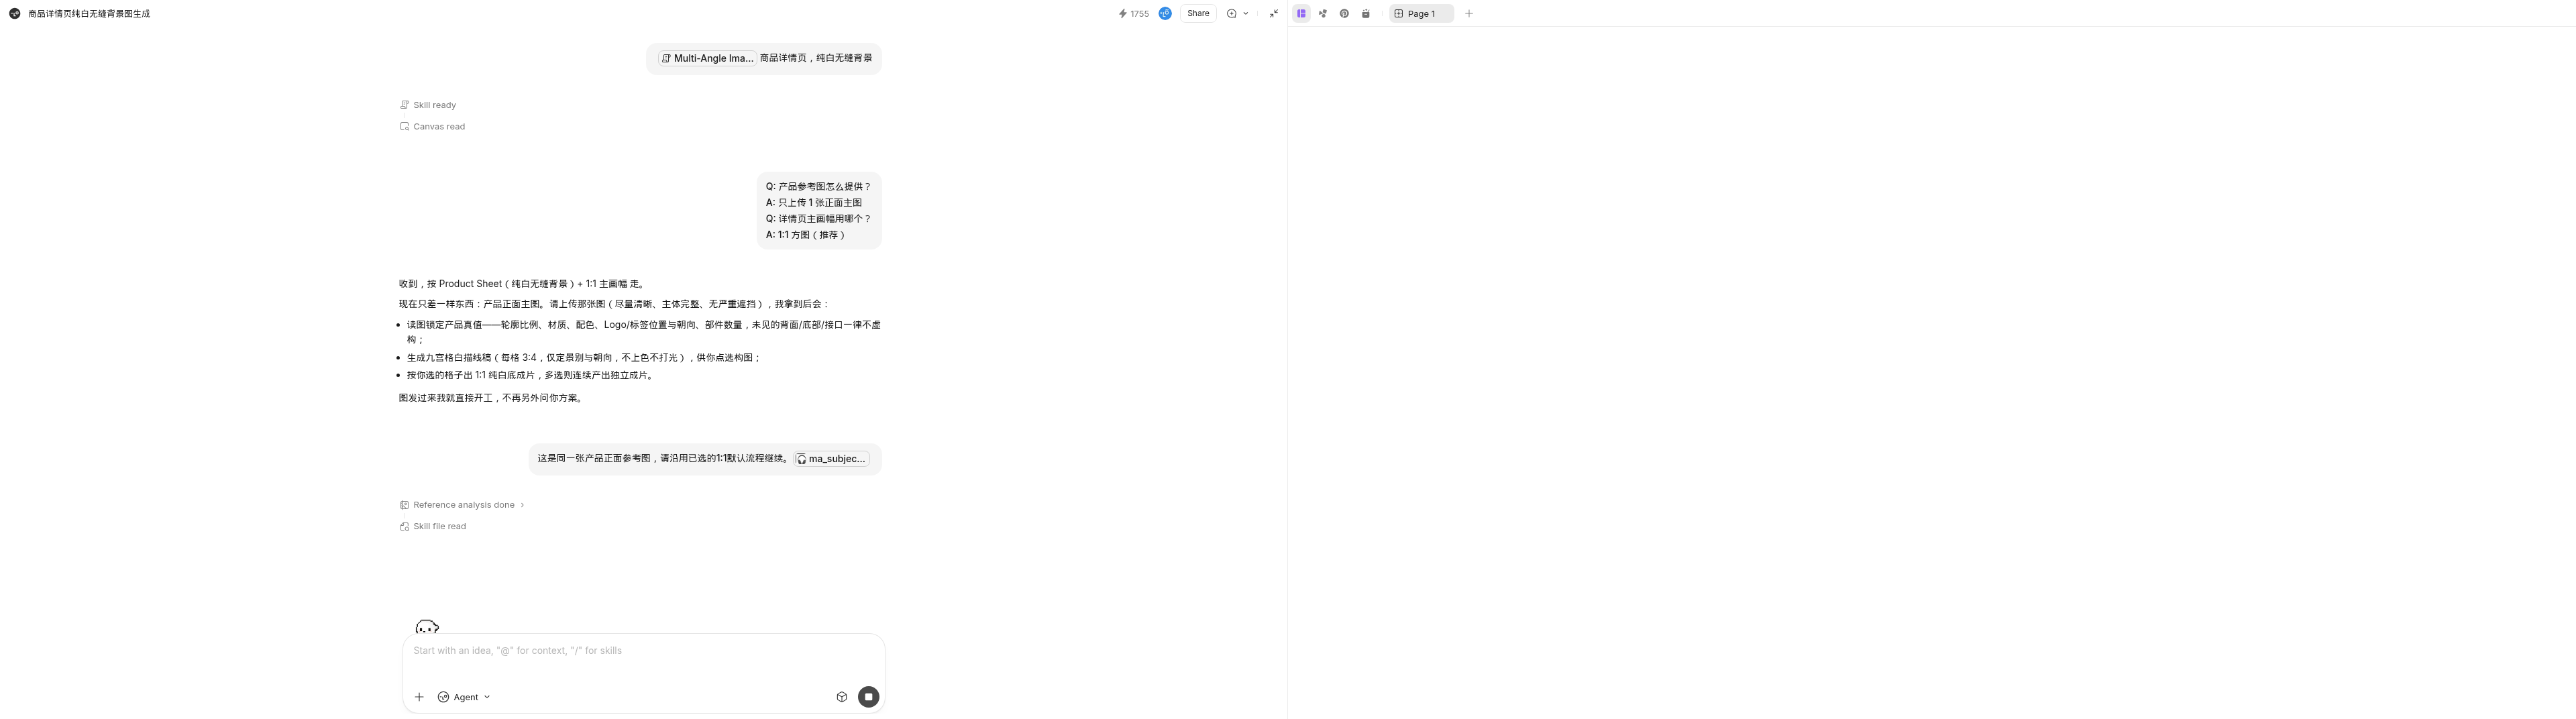 商品详情页纯白无缝背景图生成
1755
Share
Page 1
Multi-Angle Ima... 商品详情页，纯白无缝背景
Skill ready
Canvas read
Q: 产品参考图怎么提供？
A: 只上传 1 张正面主图
Q: 详情页主画幅用哪个？
A: 1:1 方图（推荐）
收到，按 Product Sheet（纯白无缝背景）+ 1:1 主画幅 走。
现在只差一样东西：产品正面主图。请上传那张图（尽量清晰、主体完整、无严重遮挡），我拿到后会：
• 读图锁定产品真值——轮廓比例、材质、配色、Logo/标签位置与朝向、部件数量，未见的背面/底部/接口一律不虚
构；
• 生成九宫格白描线稿（每格 3:4，仅定景别与朝向，不上色不打光），供你点选构图；
• 按你选的格子出 1:1 纯白底成片，多选则连续产出独立成片。
图发过来我就直接开工，不再另外问你方案。
这是同一张产品正面参考图，请沿用已选的1:1默认流程继续。 ma_subjec...
Reference analysis done
Skill file read
Start with an idea, "@" for context, "/" for skills
Agent